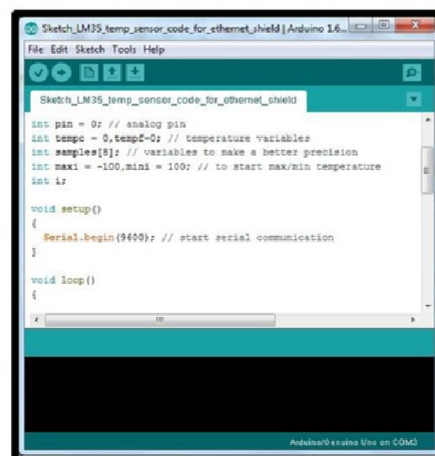 Sketch_LM35_temp_sensor_code_for_ethernet_shield | Arduino 1.6...
File Edit Sketch Tools Help
Sketch_LM35_temp_sensor_code_for_ethernet_shield
int pin = 0; // analog pin
int tempc = 0,tempf=0; // temperature variables
int samples[8]; // variables to make a better precision
int maxi = -100,mini = 100; // to start max/min temperature
int i;
void setup()
{
Serial.begin(9600); // start serial communication
}
void loop()
{
Arduino/Genuino Uno on COM3